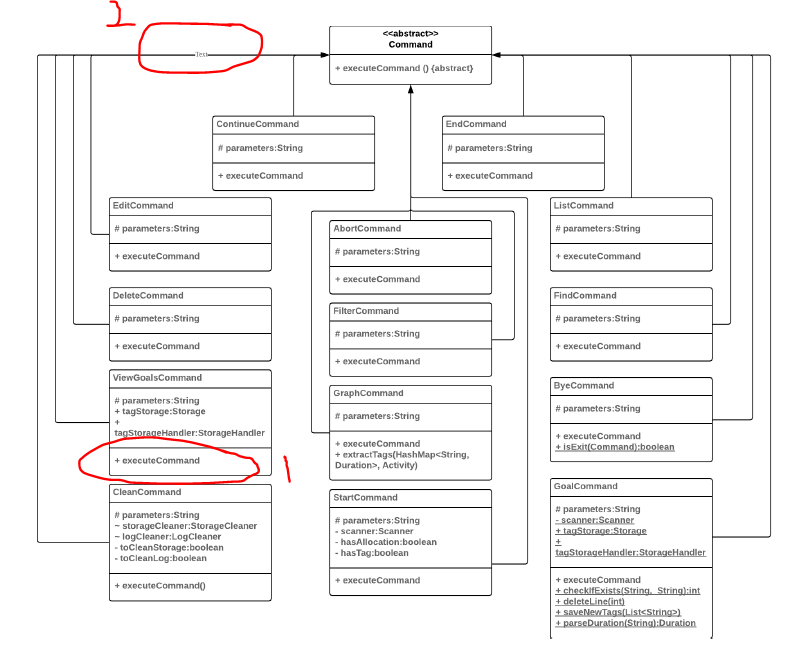 2
<<abstract>>
Command
Text
+ executeCommand () {abstract}
ContinueCommand
# parameters:String
+ executeCommand
EndCommand
# parameters:String
+ executeCommand
EditCommand
# parameters:String
+ executeCommand
AbortCommand
# parameters:String
+ executeCommand
ListCommand
# parameters:String
+ executeCommand
DeleteCommand
# parameters:String
+ executeCommand
FilterCommand
# parameters:String
+ executeCommand
FindCommand
# parameters:String
+ executeCommand
ViewGoalsCommand
# parameters:String
+ tagStorage:Storage
+
tagStorageHandler:StorageHandler
+ executeCommand
1
GraphCommand
# parameters:String
+ executeCommand
+ extractTags(HashMap<String,
Duration>, Activity)
ByeCommand
# parameters:String
+ executeCommand
+ isExit(Command):boolean
CleanCommand
# parameters:String
~ storageCleaner:StorageCleaner
~ logCleaner:LogCleaner
- toCleanStorage:boolean
- toCleanLog:boolean
+ executeCommand()
StartCommand
# parameters:String
- scanner:Scanner
- hasAllocation:boolean
- hasTag:boolean
+ executeCommand
GoalCommand
# parameters:String
- scanner:Scanner
+ tagStorage:Storage
+
tagStorageHandler:StorageHandler
+ executeCommand
+ checkIfExists(String, String):int
+ deleteLine(int)
+ saveNewTags(List<String>)
+ parseDuration(String):Duration